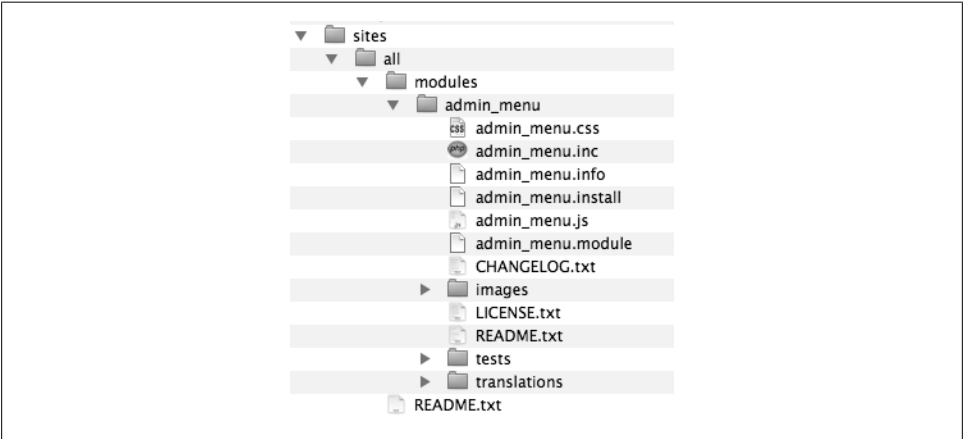 sites
all
modules
admin_menu
admin_menu.css
admin_menu.inc
admin_menu.info
admin_menu.install
admin_menu.js
admin_menu.module
CHANGELOG.txt
images
LICENSE.txt
README.txt
tests
translations
README.txt